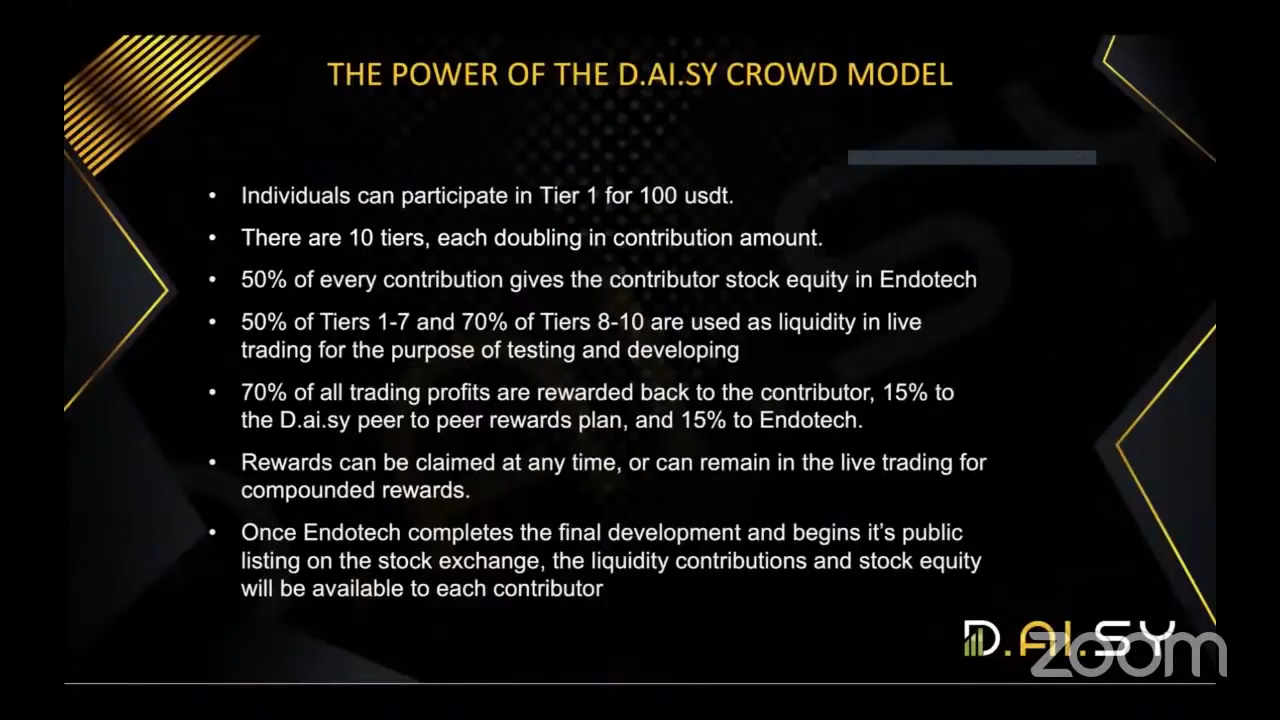 THE POWER OF THE D.AI.SY CROWD MODEL
• Individuals can participate in Tier 1 for 100 usdt.
• There are 10 tiers, each doubling in contribution amount.
• 50% of every contribution gives the contributor stock equity in Endotech
• 50% of Tiers 1-7 and 70% of Tiers 8-10 are used as liquidity in live
trading for the purpose of testing and developing
• 70% of all trading profits are rewarded back to the contributor, 15% to
the D.ai.sy peer to peer rewards plan, and 15% to Endotech.
• Rewards can be claimed at any time, or can remain in the live trading for
compounded rewards.
• Once Endotech completes the final development and begins it's public
listing on the stock exchange, the liquidity contributions and stock equity
will be available to each contributor
D.AI.SY
zoom